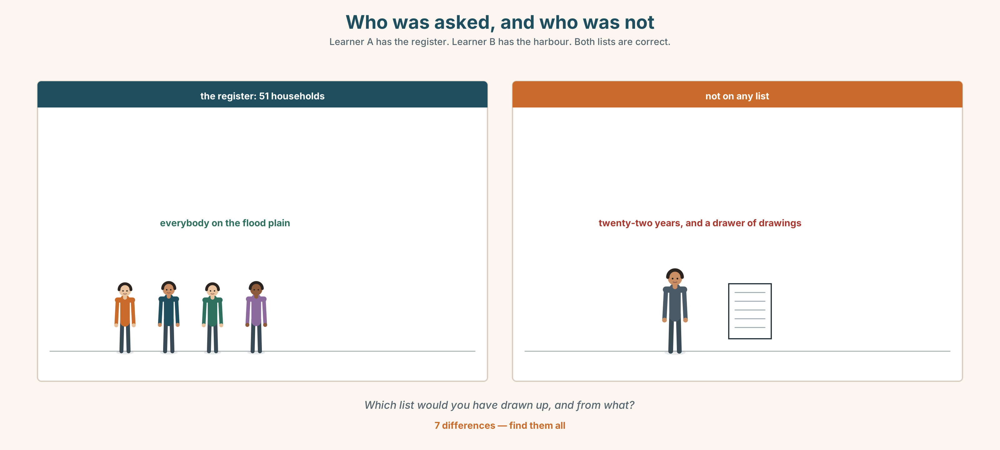 Who was asked, and who was not
Learner A has the register. Learner B has the harbour. Both lists are correct.
the register: 51 households
everybody on the flood plain
not on any list
twenty-two years, and a drawer of drawings
Which list would you have drawn up, and from what?
7 differences — find them all